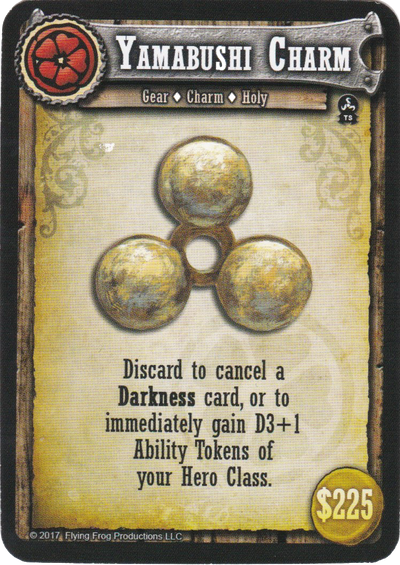 Yamabushi Charm
Gear ♦ Charm ♦ Holy
TS
Discard to cancel a
Darkness card, or to
immediately gain D3+1
Ability Tokens of
your Hero Class.
$225
© 2017 Flying Frog Productions LLC